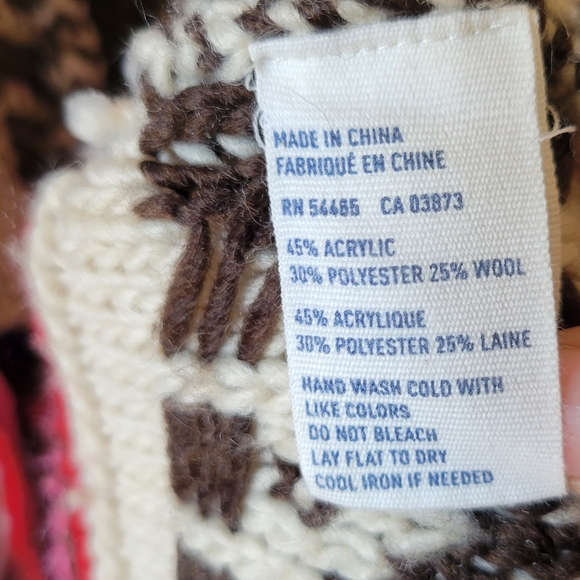 MADE IN CHINA
FABRIQUÉ EN CHINE
RN 54485 CA 03873
45% ACRYLIC
30% POLYESTER 25% WOOL
45% ACRYLIQUE
30% POLYESTER 25% LAINE
HAND WASH COLD WITH
LIKE COLORS
DO NOT BLEACH
LAY FLAT TO DRY
COOL IRON IF NEEDED